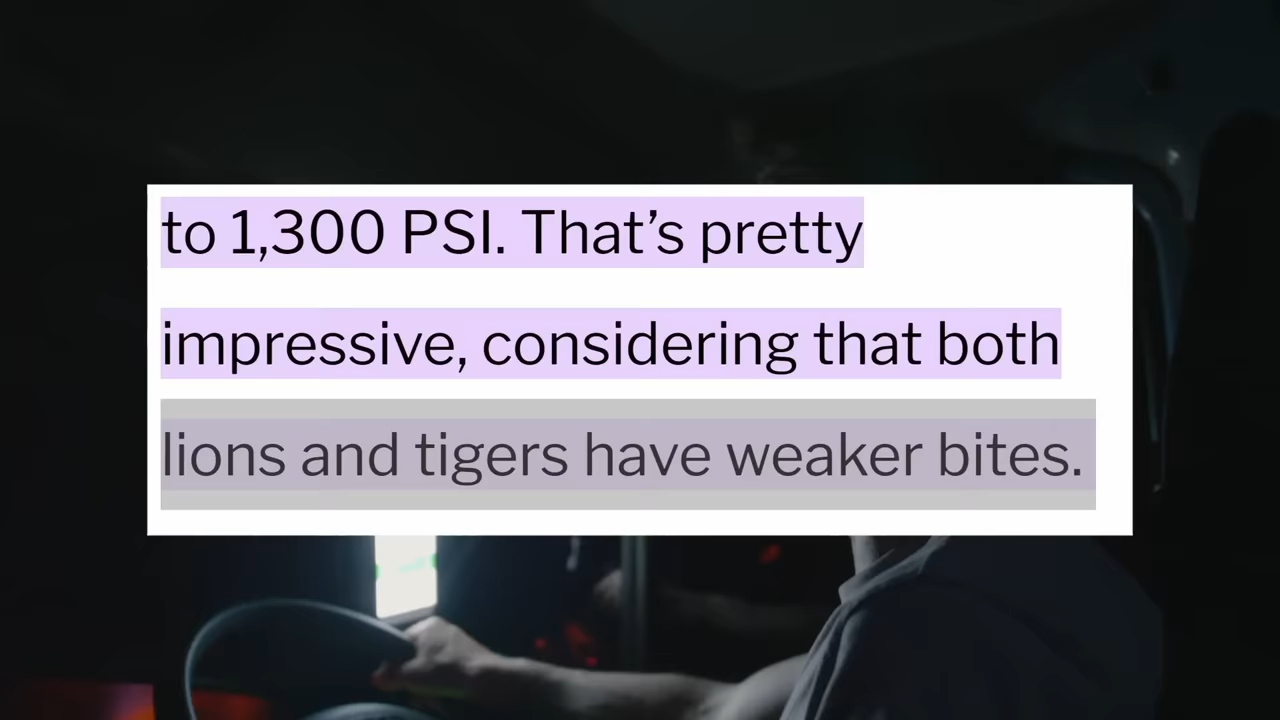 to 1,300 PSI. That’s pretty
impressive, considering that both
lions and tigers have weaker bites.